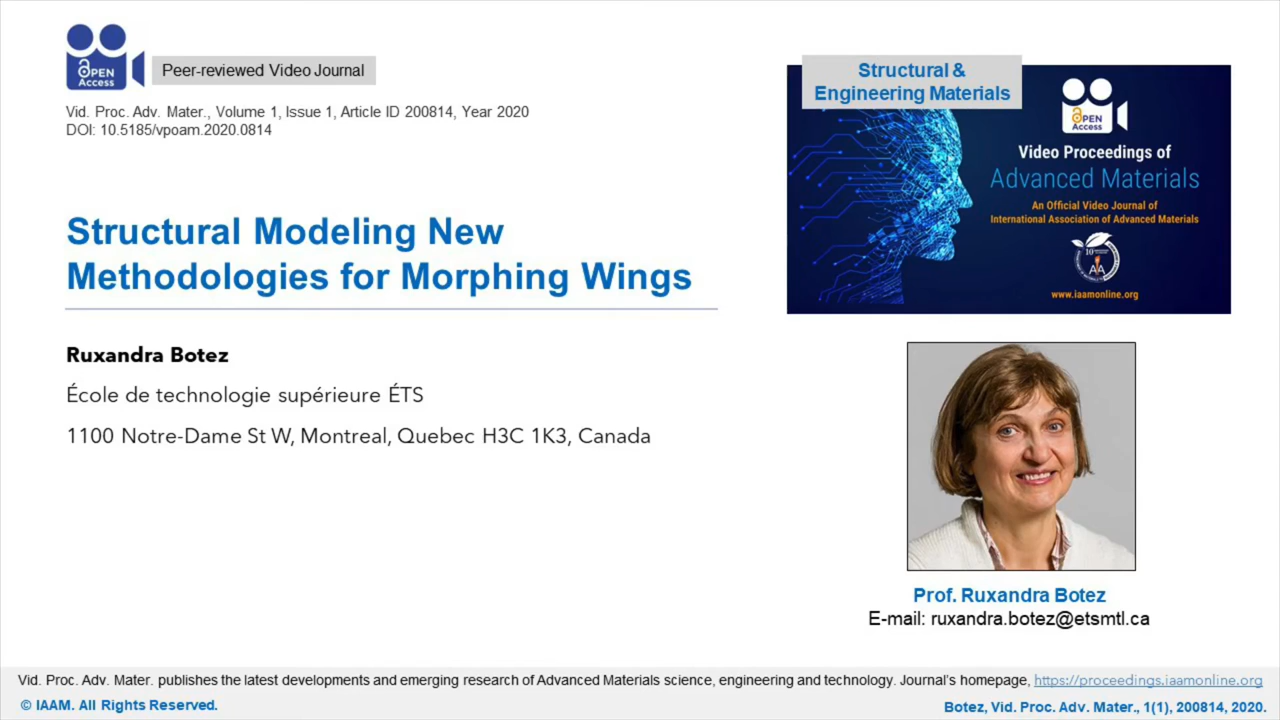 OPEN
Access
Peer-reviewed Video Journal
Vid. Proc. Adv. Mater., Volume 1, Issue 1, Article ID 200814, Year 2020
DOI: 10.5185/vpoam.2020.0814
Structural Modeling New
Methodologies for Morphing Wings
Ruxandra Botez
École de technologie supérieure ÉTS
1100 Notre-Dame St W, Montreal, Quebec H3C 1K3, Canada
Structural &
Engineering Materials
OPEN
Access
Video Proceedings of
Advanced Materials
An Official Video Journal of
International Association of Advanced Materials
www.iaamonline.org
Prof. Ruxandra Botez
E-mail: ruxandra.botez@etsmtl.ca
Vid. Proc. Adv. Mater. publishes the latest developments and emerging research of Advanced Materials science, engineering and technology. Journal's homepage, https://proceedings.iaamonline.org
© IAAM. All Rights Reserved.
Botez, Vid. Proc. Adv. Mater., 1(1), 200814, 2020.